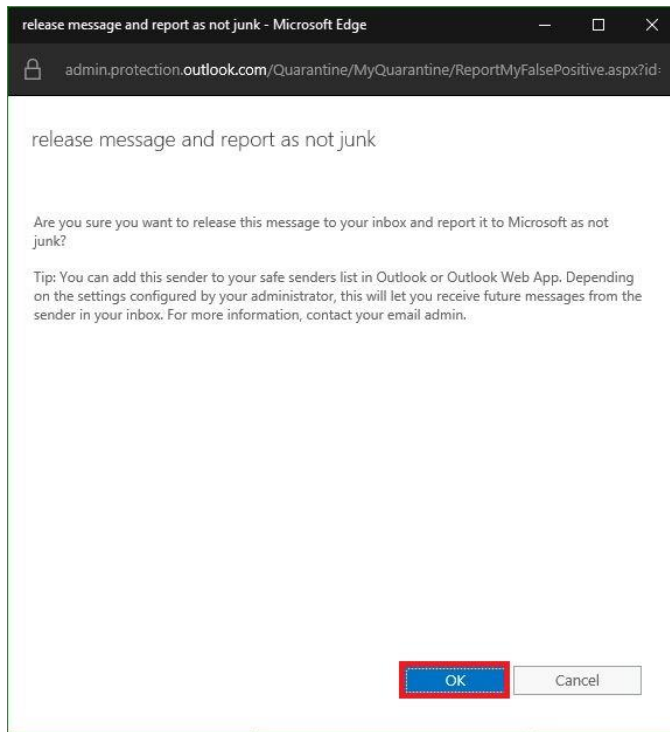 release message and report as not junk - Microsoft Edge
admin.protection.outlook.com/Quarantine/MyQuarantine/ReportMyFalsePositive.aspx?id=
release message and report as not junk
Are you sure you want to release this message to your inbox and report it to Microsoft as not
junk?
Tip: You can add this sender to your safe senders list in Outlook or Outlook Web App. Depending
on the settings configured by your administrator, this will let you receive future messages from the
sender in your inbox. For more information, contact your email admin.
OK Cancel